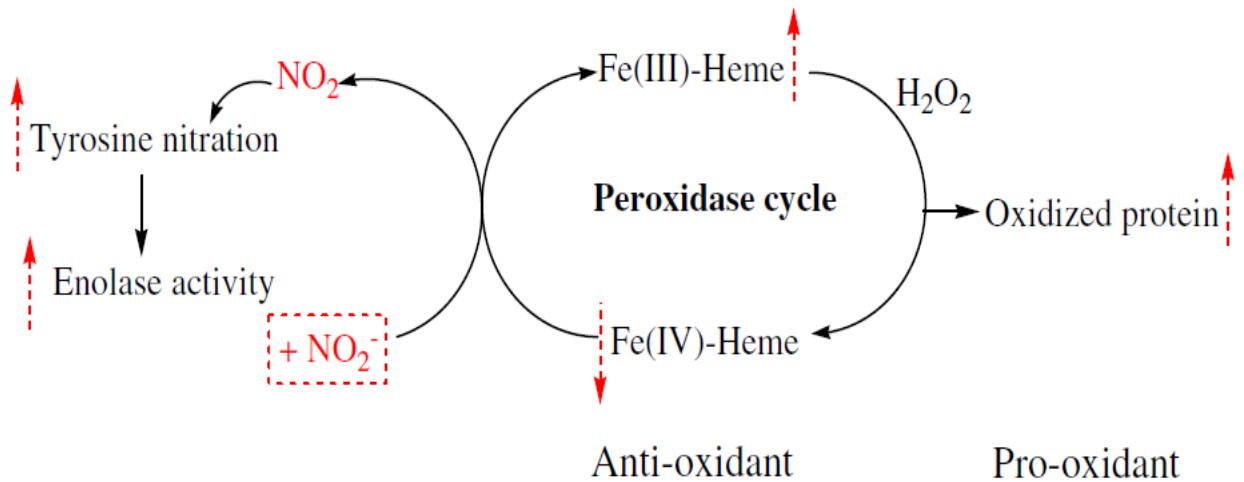 NO₂
Fe(III)-Heme
H₂O₂
Tyrosine nitration
Peroxidase cycle
Oxidized protein
Enolase activity
+ NO₂⁻
Fe(IV)-Heme
Anti-oxidant
Pro-oxidant